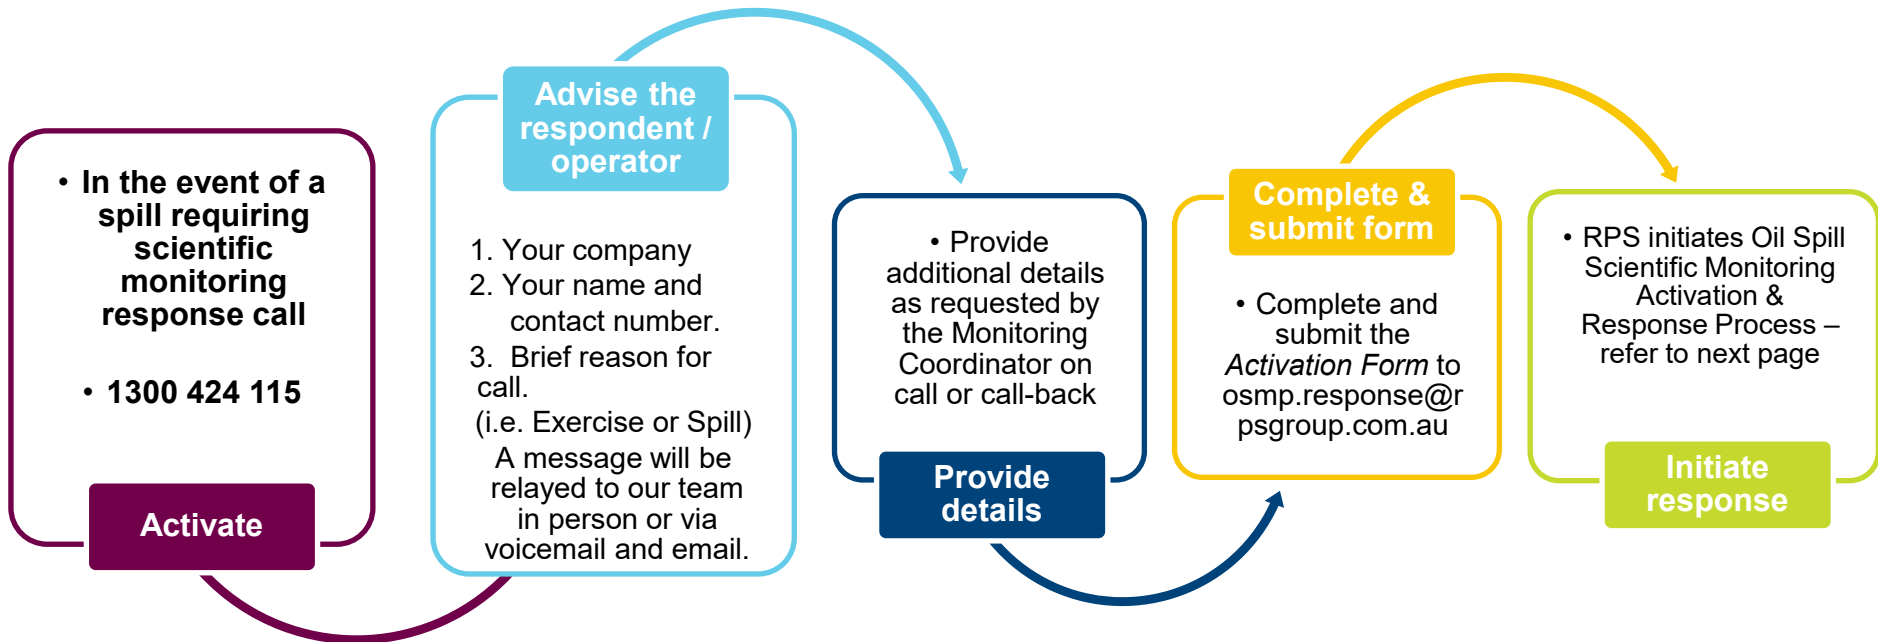 • In the event of a
spill requiring
scientific
monitoring
response call
• 1300 424 115
Activate
Advise the
respondent /
operator
1. Your company
2. Your name and
contact number.
3. Brief reason for
call.
(i.e. Exercise or Spill)
A message will be
relayed to our team
in person or via
voicemail and email.
• Provide
additional details
as requested by
the Monitoring
Coordinator on
call or call-back
Provide
details
Complete &
submit form
• Complete and
submit the
Activation Form to
osmp.response@r
psgroup.com.au
• RPS initiates Oil Spill
Scientific Monitoring
Activation &
Response Process –
refer to next page
Initiate
response